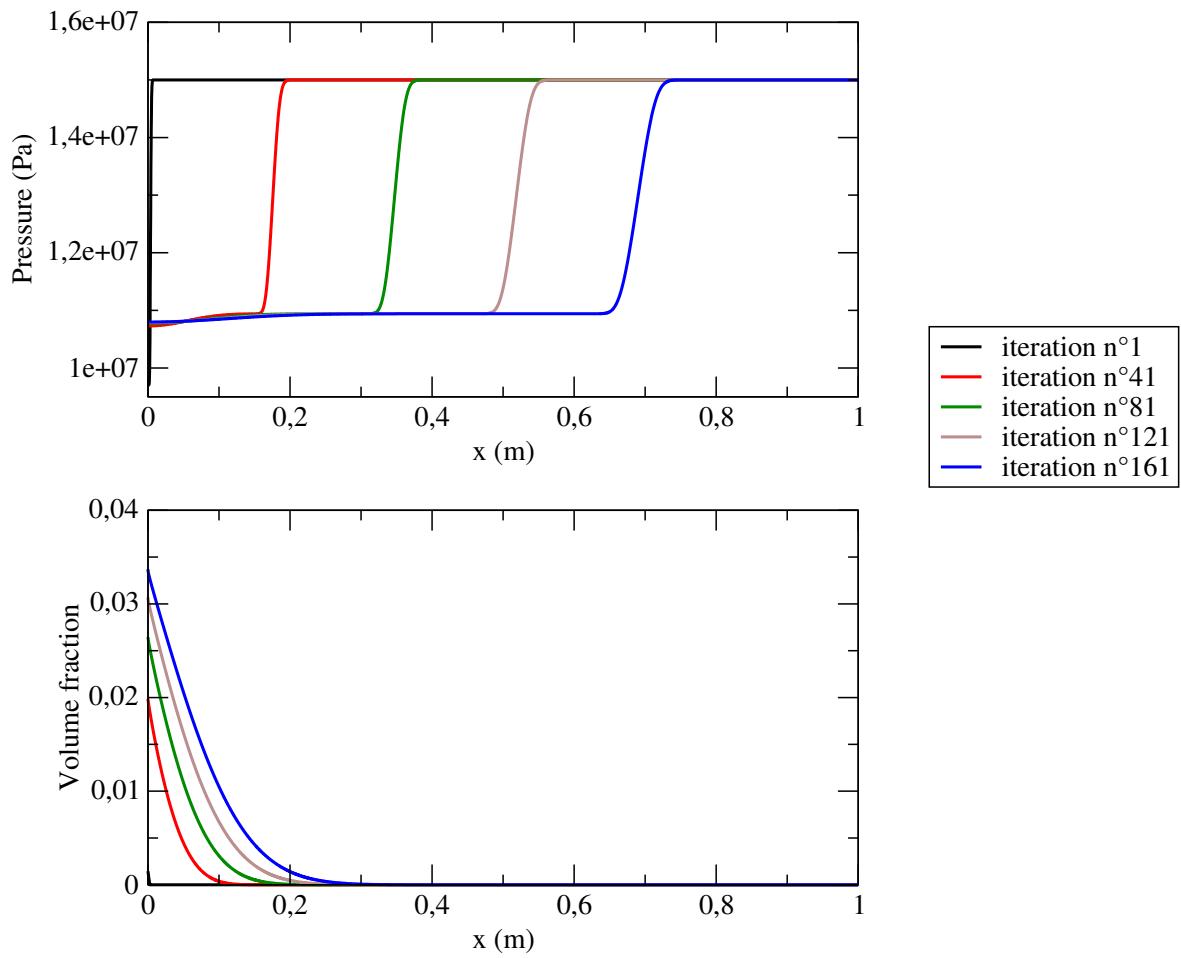 1,6e+07
1,4e+07
1,2e+07
1e+07
Pressure (Pa)
0 0,2 0,4 0,6 0,8 1
x (m)
iteration n°1
iteration n°41
iteration n°81
iteration n°121
iteration n°161
0,04
0,03
0,02
0,01
0
Volume fraction
0 0,2 0,4 0,6 0,8 1
x (m)